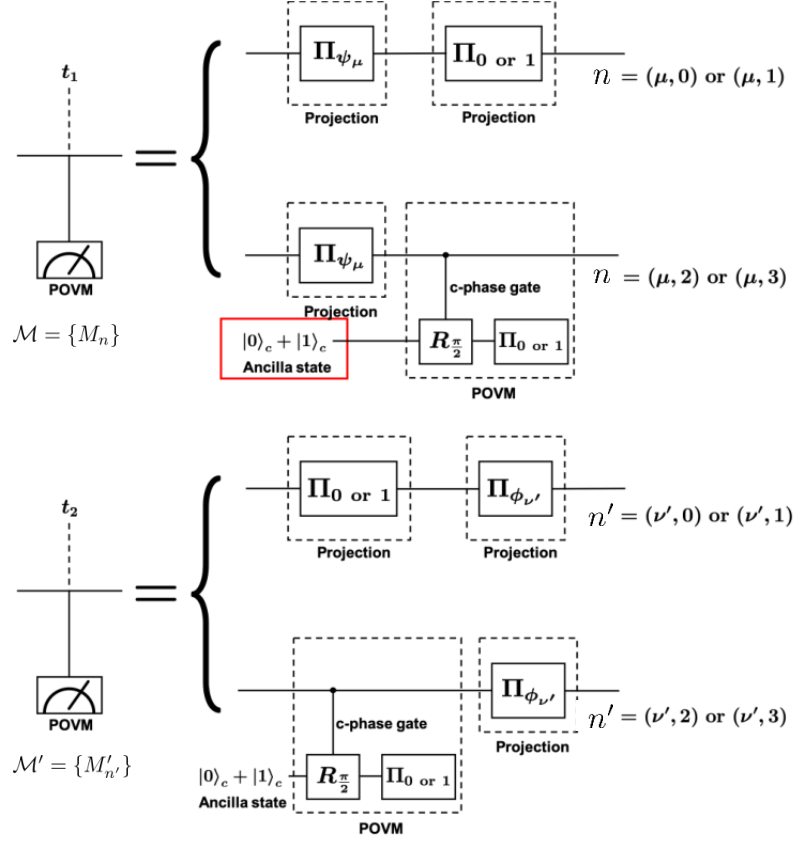 t₁
POVM
ℳ = {Mₙ}
Π_{ψ_μ}
Projection
Π_{0 or 1}
Projection
n = (μ, 0) or (μ, 1)
Π_{ψ_μ}
Projection
c-phase gate
n = (μ, 2) or (μ, 3)
|0⟩_c + |1⟩_c
Ancilla state
R_{π/2}
Π_{0 or 1}
POVM
t₂
POVM
ℳ′ = {M′_{n′}}
Π_{0 or 1}
Projection
Π_{ϕ_{ν′}}
Projection
n′ = (ν′, 0) or (ν′, 1)
c-phase gate
Π_{ϕ_{ν′}}
Projection
n′ = (ν′, 2) or (ν′, 3)
|0⟩_c + |1⟩_c
Ancilla state
R_{π/2}
Π_{0 or 1}
POVM